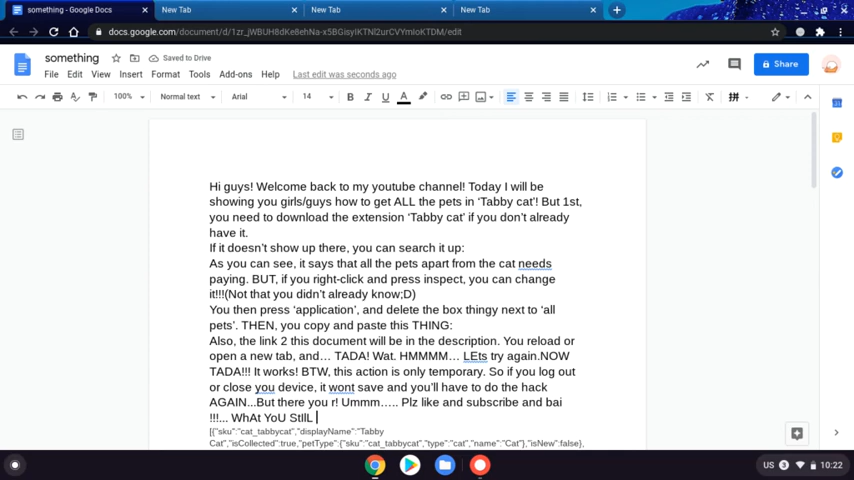 something - Google Docs
New Tab
New Tab
New Tab
docs.google.com/document/d/1zr_jWBUH8dKe8ehNa-x5BGisyIKTNl2urCVYmIoKTDM/edit
something
Saved to Drive
File Edit View Insert Format Tools Add-ons Help Last edit was seconds ago
Share
100% Normal text Arial 14
Hi guys! Welcome back to my youtube channel! Today I will be
showing you girls/guys how to get ALL the pets in ‘Tabby cat’! But 1st,
you need to download the extension ‘Tabby cat’ if you don’t already
have it.
If it doesn’t show up there, you can search it up:
As you can see, it says that all the pets apart from the cat needs
paying. BUT, if you right-click and press inspect, you can change
it!!!(Not that you didn’t already know;D)
You then press ‘application’, and delete the box thingy next to ‘all
pets’. THEN, you copy and paste this THING:
Also, the link 2 this document will be in the description. You reload or
open a new tab, and… TADA! Wat. HMMMM… LEts try again.NOW
TADA!!! It works! BTW, this action is only temporary. So if you log out
or close you device, it wont save and you’ll have to do the hack
AGAIN...But there you r! Ummm….. Plz like and subscribe and bai
!!!... WhAt YoU StIlL
[{"sku":"cat_tabbycat","displayName":"Tabby
Cat","isCollected":true,"petType":{"sku":"cat_tabbycat","type":"cat","name":"Cat"},"isNew":false},
US 3 10:22